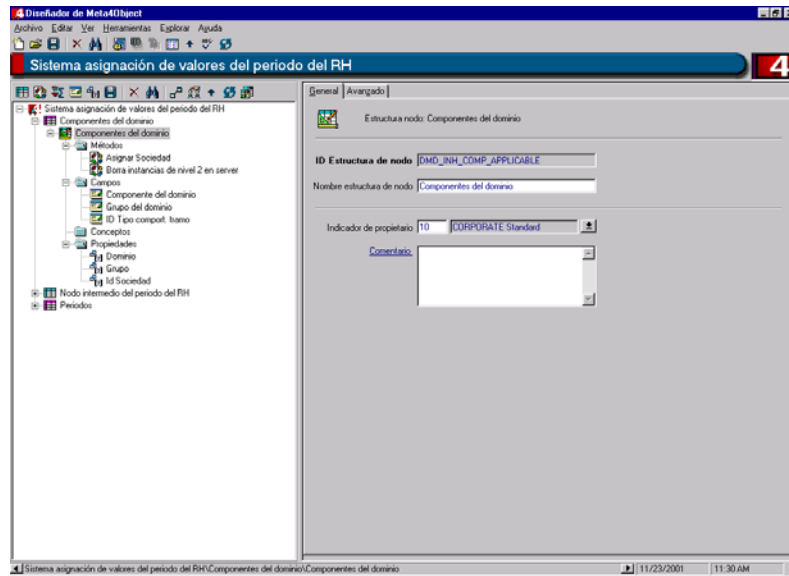 Diseñador de Meta4Object
Archivo Editar Ver Herramientas Explorar Ayuda
Sistema asignación de valores del periodo del RH
4
Sistema asignación de valores del periodo del RH
Componentes del dominio
Componentes del dominio
Métodos
Asignar Sociedad
Borra instancias de nivel 2 en server
Campos
Componente del dominio
Grupo del dominio
ID Tipo comport. tramo
Conceptos
Propiedades
Dominio
Grupo
Id Sociedad
Nodo intermedio del periodo del RH
Periodos
General Avanzado
Estructura nodo: Componentes del dominio
ID Estructura de nodo DMD_INH_COMP_APPLICABLE
Nombre estructura de nodo Componentes del dominio
Indicador de propietario 10 CORPORATE Standard
Comentario
Sistema asignación de valores del periodo del RH\Componentes del dominio\Componentes del dominio 11/23/2001 11:30 AM